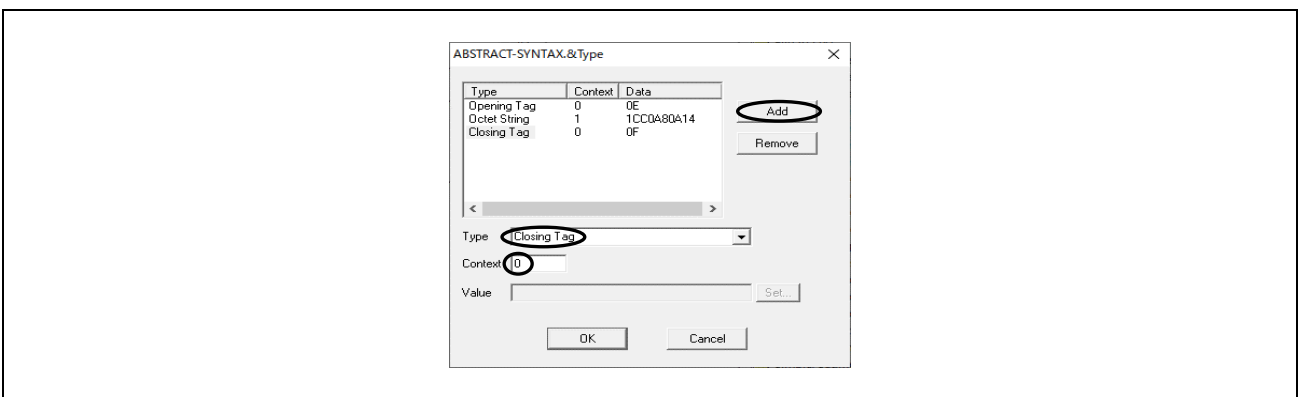 ABSTRACT-SYNTAX.&Type
Type Context Data
Opening Tag 0 0E
Octet String 1 1CC0A80A14
Closing Tag 0 0F
Add
Remove
Type Closing Tag
Context 0
Value Set...
OK Cancel